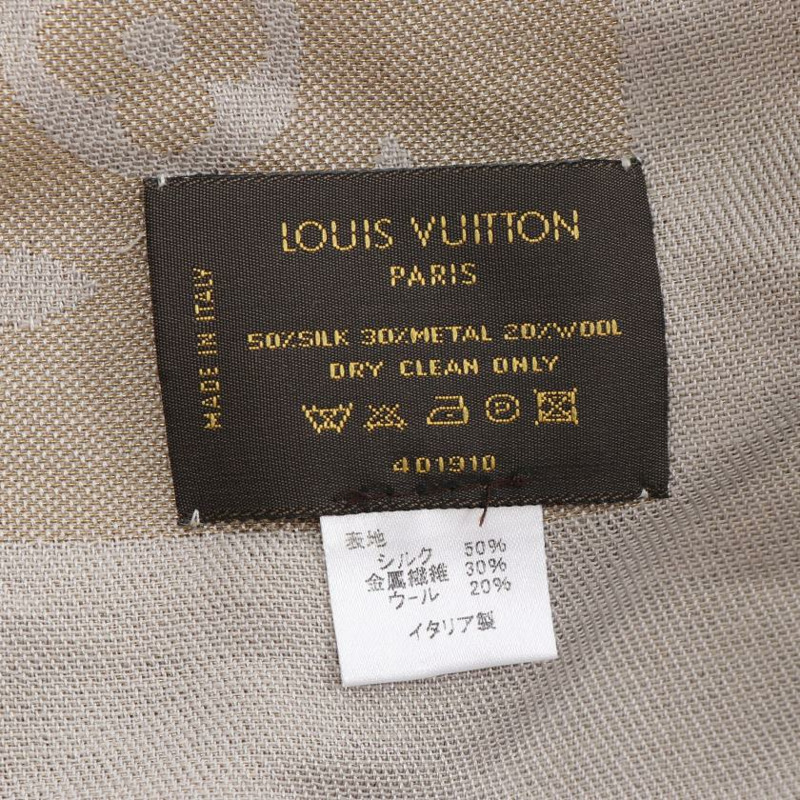 LOUIS VUITTON
PARIS
MADE IN ITALY
50%SILK 30%METAL 20%WOOL
DRY CLEAN ONLY
401910
表地
シルク 50%
金属繊維 30%
ウール 20%
イタリア製